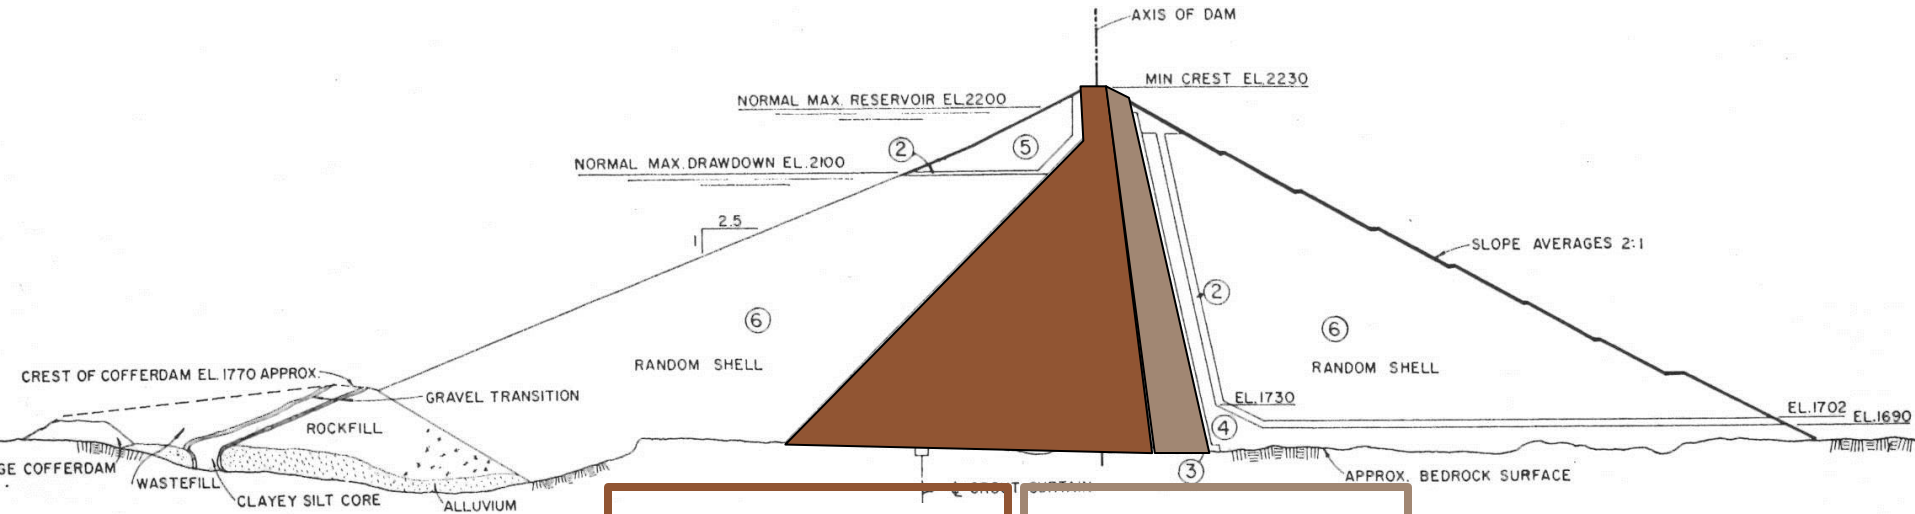 AXIS OF DAM
MIN CREST EL.2230
NORMAL MAX. RESERVOIR EL.2200
NORMAL MAX. DRAWDOWN EL.2100
2
5
2.5
1
SLOPE AVERAGES 2:1
2
6
6
RANDOM SHELL
RANDOM SHELL
CREST OF COFFERDAM EL. 1770 APPROX.
GRAVEL TRANSITION
EL.1730
EL.1702
EL.1690
ROCKFILL
4
GE COFFERDAM
3
WASTEFILL
APPROX. BEDROCK SURFACE
CLAYEY SILT CORE
ALLUVIUM
CURTAIN